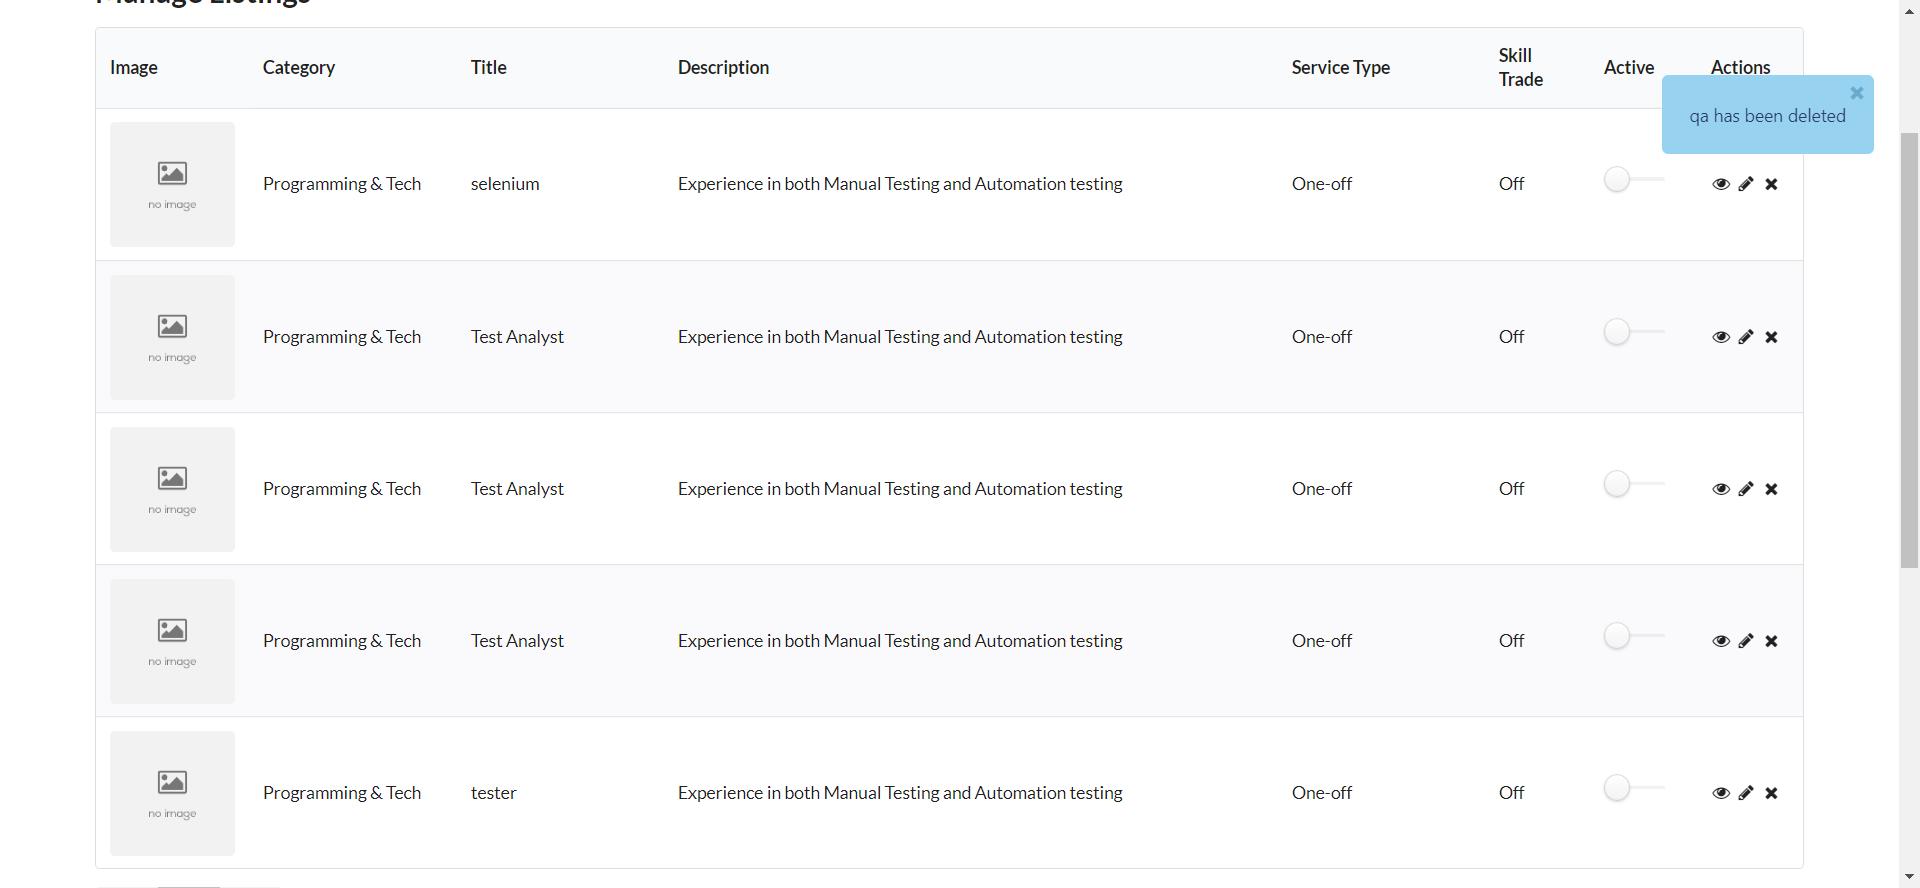 Manage Listings
Image Category Title Description Service Type Skill Trade Active Actions
qa has been deleted
no image Programming & Tech selenium Experience in both Manual Testing and Automation testing One-off Off
no image Programming & Tech Test Analyst Experience in both Manual Testing and Automation testing One-off Off
no image Programming & Tech Test Analyst Experience in both Manual Testing and Automation testing One-off Off
no image Programming & Tech Test Analyst Experience in both Manual Testing and Automation testing One-off Off
no image Programming & Tech tester Experience in both Manual Testing and Automation testing One-off Off